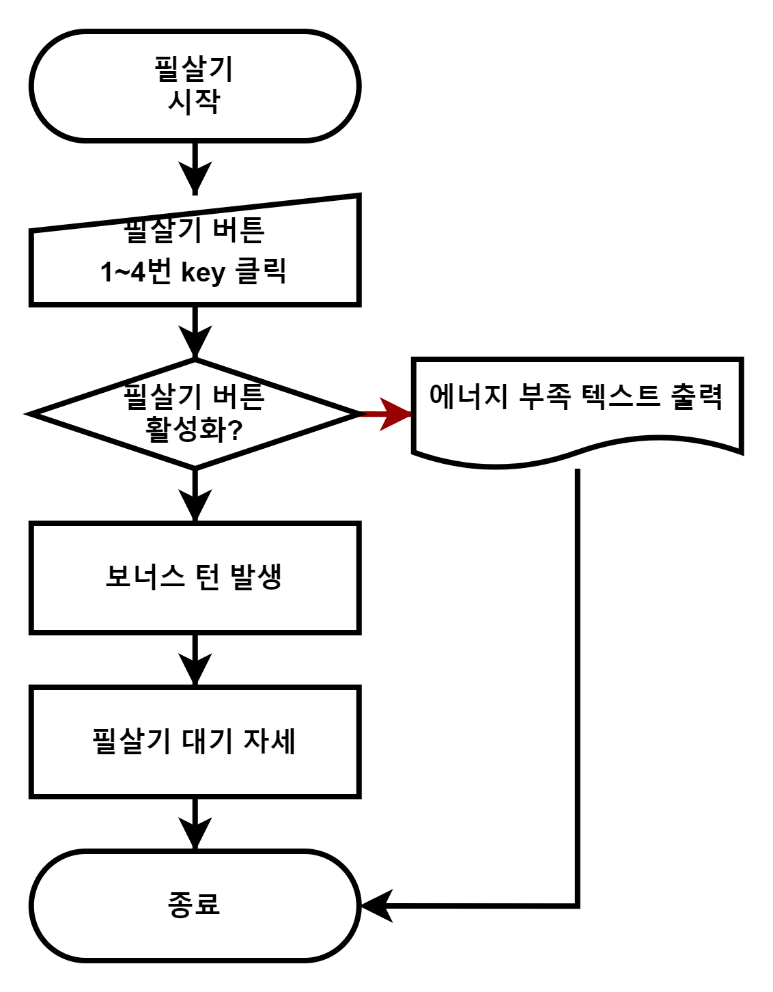 필살기
시작
필살기 버튼
1~4번 key 클릭
필살기 버튼
활성화?
에너지 부족 텍스트 출력
보너스 턴 발생
필살기 대기 자세
종료